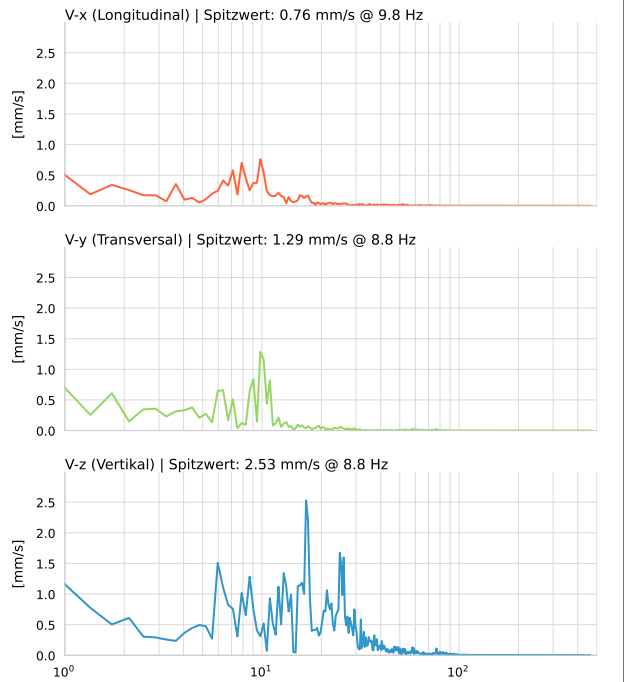 V-x (Longitudinal) | Spitzwert: 0.76 mm/s @ 9.8 Hz
[mm/s]
2.5
2.0
1.5
1.0
0.5
0.0
V-y (Transversal) | Spitzwert: 1.29 mm/s @ 8.8 Hz
[mm/s]
2.5
2.0
1.5
1.0
0.5
0.0
V-z (Vertikal) | Spitzwert: 2.53 mm/s @ 8.8 Hz
[mm/s]
2.5
2.0
1.5
1.0
0.5
0.0
10⁰ 10¹ 10²